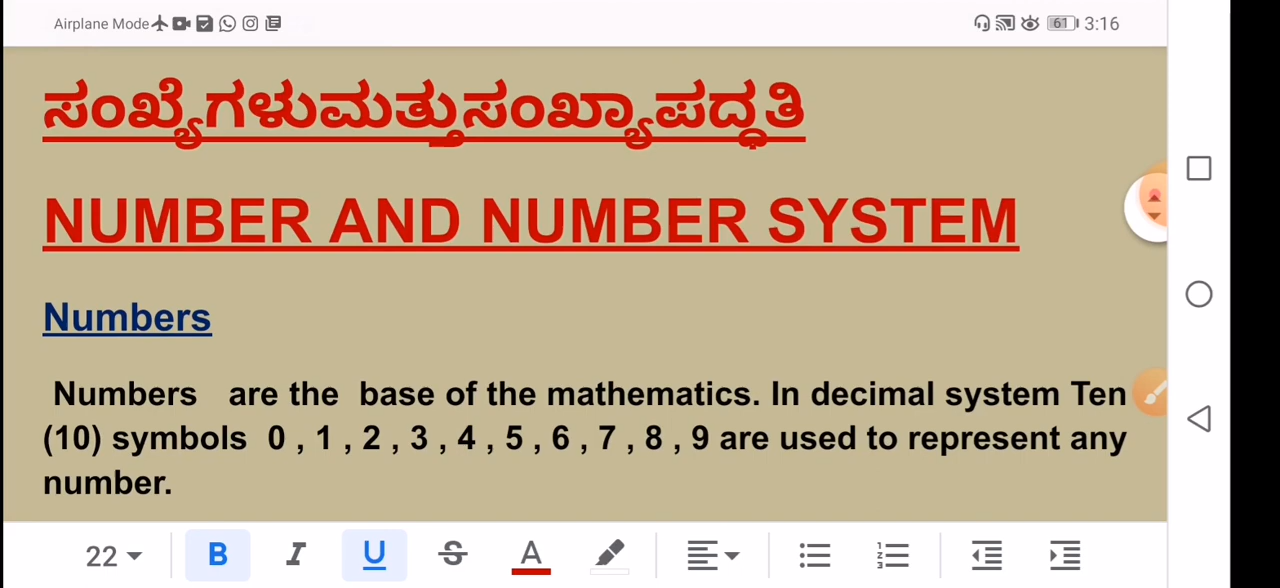 Airplane Mode 61 3:16
ಸಂಖ್ಯೆಗಳುಮತ್ತುಸಂಖ್ಯಾಪದ್ಧತಿ
NUMBER AND NUMBER SYSTEM
Numbers
Numbers are the base of the mathematics. In decimal system Ten
(10) symbols 0 , 1 , 2 , 3 , 4 , 5 , 6 , 7 , 8 , 9 are used to represent any
number.
22 B I U S A